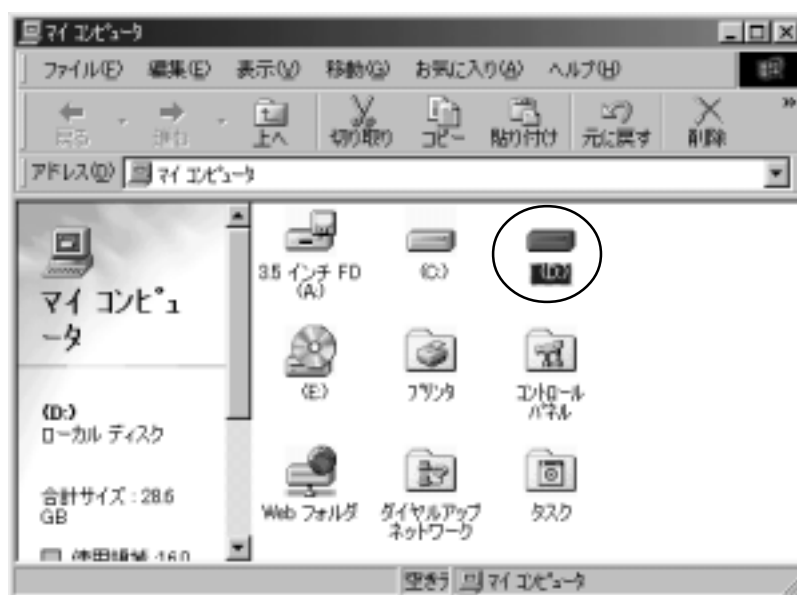 マイ コンピュータ
ファイル(F) 編集(E) 表示(V) 移動(G) お気に入り(A) ヘルプ(H)
戻る 進む 上へ 切り取り コピー 貼り付け 元に戻す 削除 »
アドレス(D) マイ コンピュータ
マイ コンピュ
ータ
(D:)
ローカル ディスク
合計サイズ : 28.6
GB
3.5 インチ FD
(A:)
(C:)
(D:)
(E:)
プリンタ
コントロール
パネル
Web フォルダ
ダイヤルアップ
ネットワーク
タスク
マイ コンピュータ